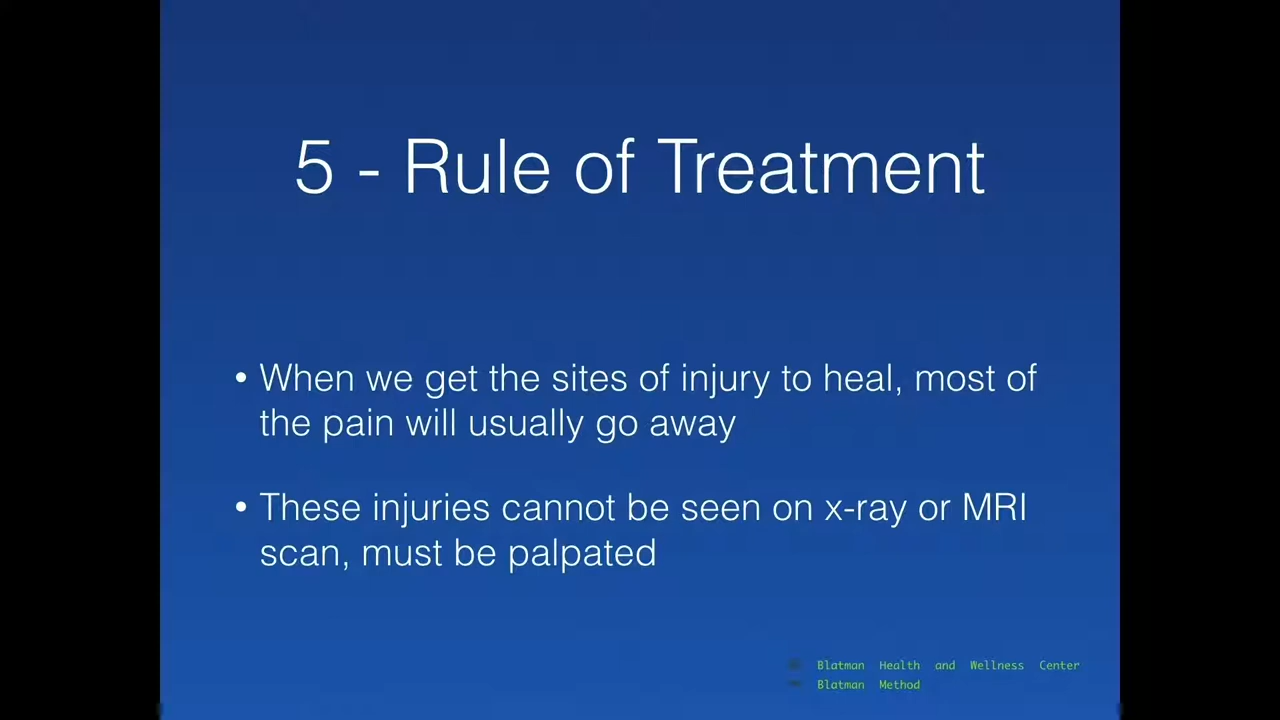 5 - Rule of Treatment
• When we get the sites of injury to heal, most of
the pain will usually go away
• These injuries cannot be seen on x-ray or MRI
scan, must be palpated
Blatman Health and Wellness Center
Blatman Method